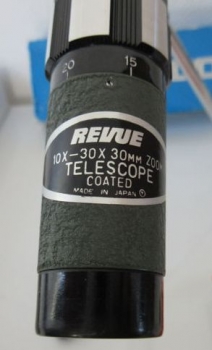 20 15
REVUE
10X-30X 30MM ZOOM
TELESCOPE
COATED
MADE IN JAPAN